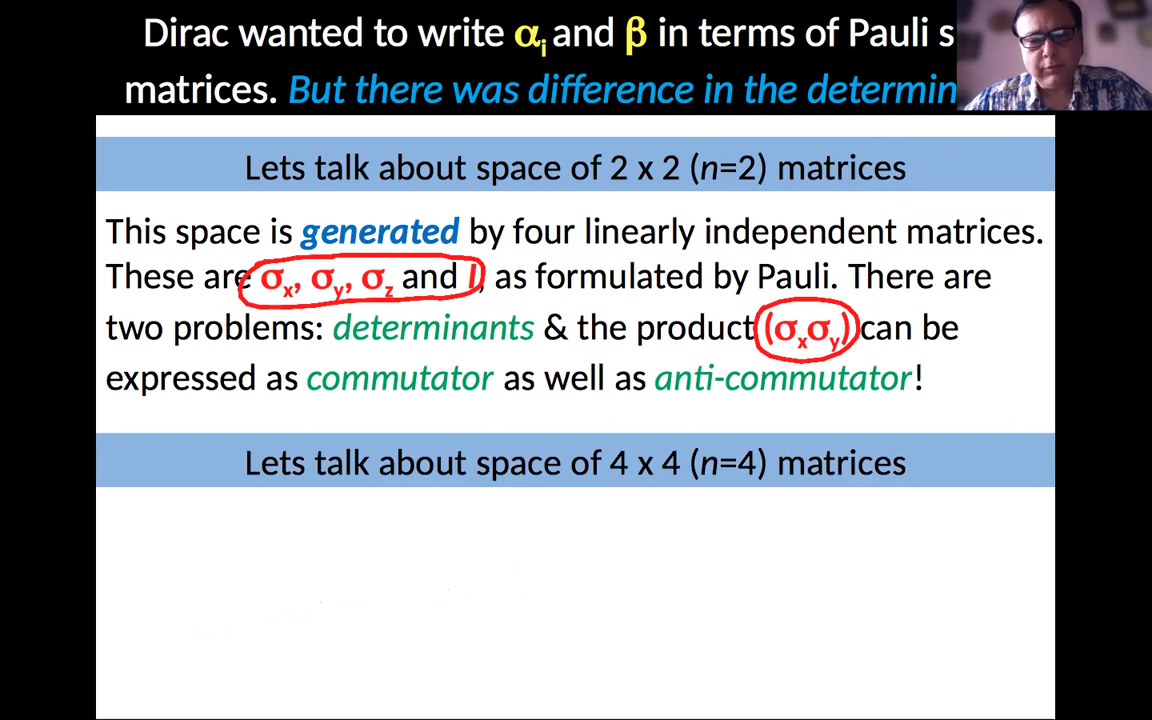 Dirac wanted to write αᵢ and β in terms of Pauli s
matrices. But there was difference in the determin
Lets talk about space of 2 x 2 (n=2) matrices
This space is generated by four linearly independent matrices.
These are σₓ, σᵧ, σ_z and I, as formulated by Pauli. There are
two problems: determinants & the product (σₓσᵧ) can be
expressed as commutator as well as anti-commutator!
Lets talk about space of 4 x 4 (n=4) matrices